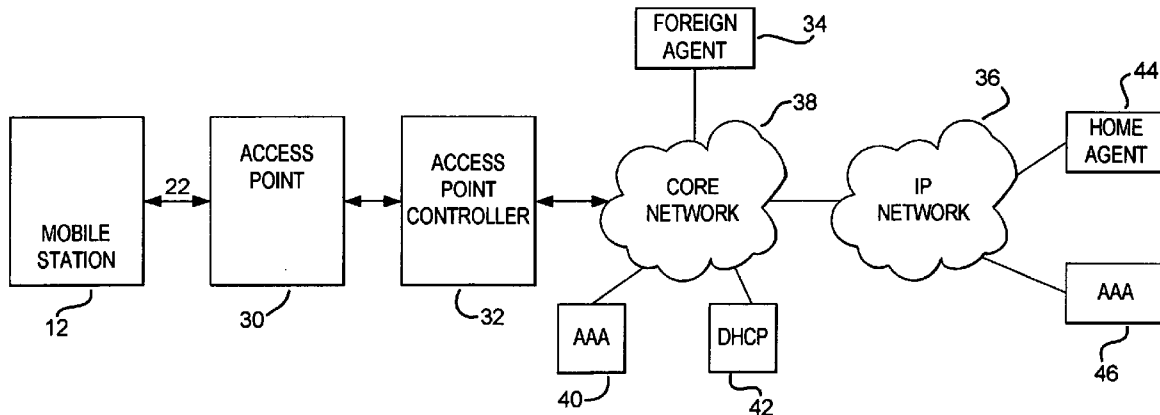 FOREIGN
AGENT
34
38
36
44
HOME
AGENT
MOBILE
STATION
12
22
ACCESS
POINT
30
ACCESS
POINT
CONTROLLER
32
CORE
NETWORK
IP
NETWORK
AAA
40
DHCP
42
AAA
46